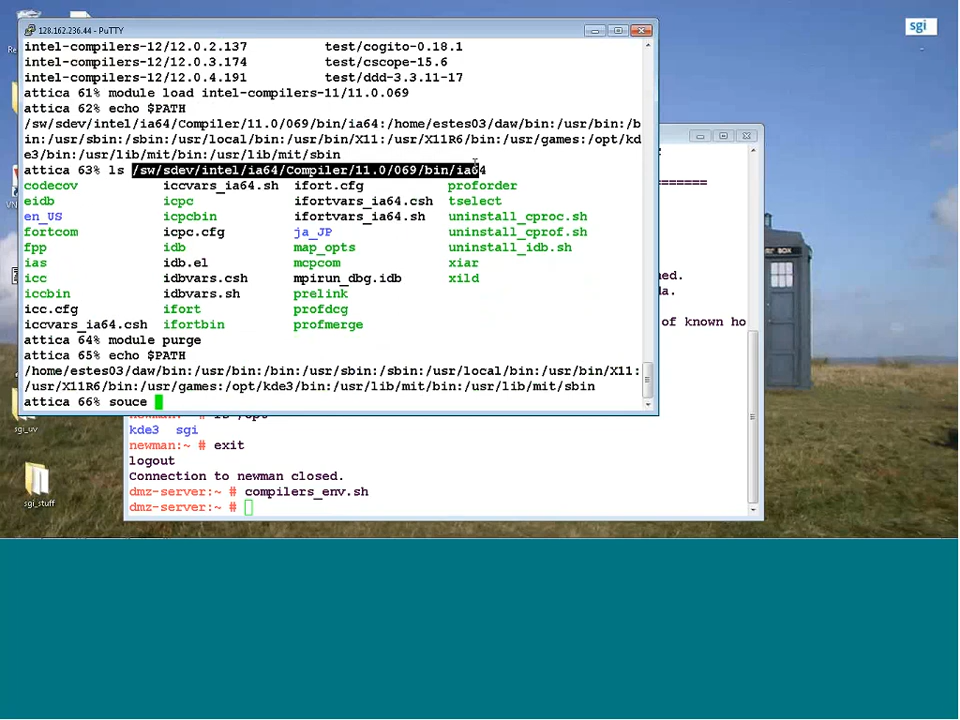 128.162.236.44 - PuTTY
intel-compilers-12/12.0.2.137 test/cogito-0.18.1
intel-compilers-12/12.0.3.174 test/cscope-15.6
intel-compilers-12/12.0.4.191 test/ddd-3.3.11-17
attica 61% module load intel-compilers-11/11.0.069
attica 62% echo $PATH
/sw/sdev/intel/ia64/Compiler/11.0/069/bin/ia64:/home/estes03/daw/bin:/usr/bin:/b
in:/usr/sbin:/sbin:/usr/local/bin:/usr/bin/X11:/usr/X11R6/bin:/usr/games:/opt/kd
e3/bin:/usr/lib/mit/bin:/usr/lib/mit/sbin
attica 63% ls /sw/sdev/intel/ia64/Compiler/11.0/069/bin/ia64
codecov iccvars_ia64.sh ifort.cfg proforder
eidb icpc ifortvars_ia64.csh tselect
en_US icpcbin ifortvars_ia64.sh uninstall_cproc.sh
fortcom icpc.cfg ja_JP uninstall_cprof.sh
fpp idb map_opts uninstall_idb.sh
ias idb.el mcpcom xiar
icc idbvars.csh mpirun_dbg.idb xild
iccbin idbvars.sh prelink
icc.cfg ifort profdcg
iccvars_ia64.csh ifortbin profmerge
attica 64% module purge
attica 65% echo $PATH
/home/estes03/daw/bin:/usr/bin:/bin:/usr/sbin:/sbin:/usr/local/bin:/usr/bin/X11:
/usr/X11R6/bin:/usr/games:/opt/kde3/bin:/usr/lib/mit/bin:/usr/lib/mit/sbin
attica 66% souce
sgi
=======
ed.
a.
of known ho
BOX
kde3 sgi
newman:~ # exit
logout
Connection to newman closed.
dmz-server:~ # compilers_env.sh
dmz-server:~ #
sgi_uv
sgi_stuff